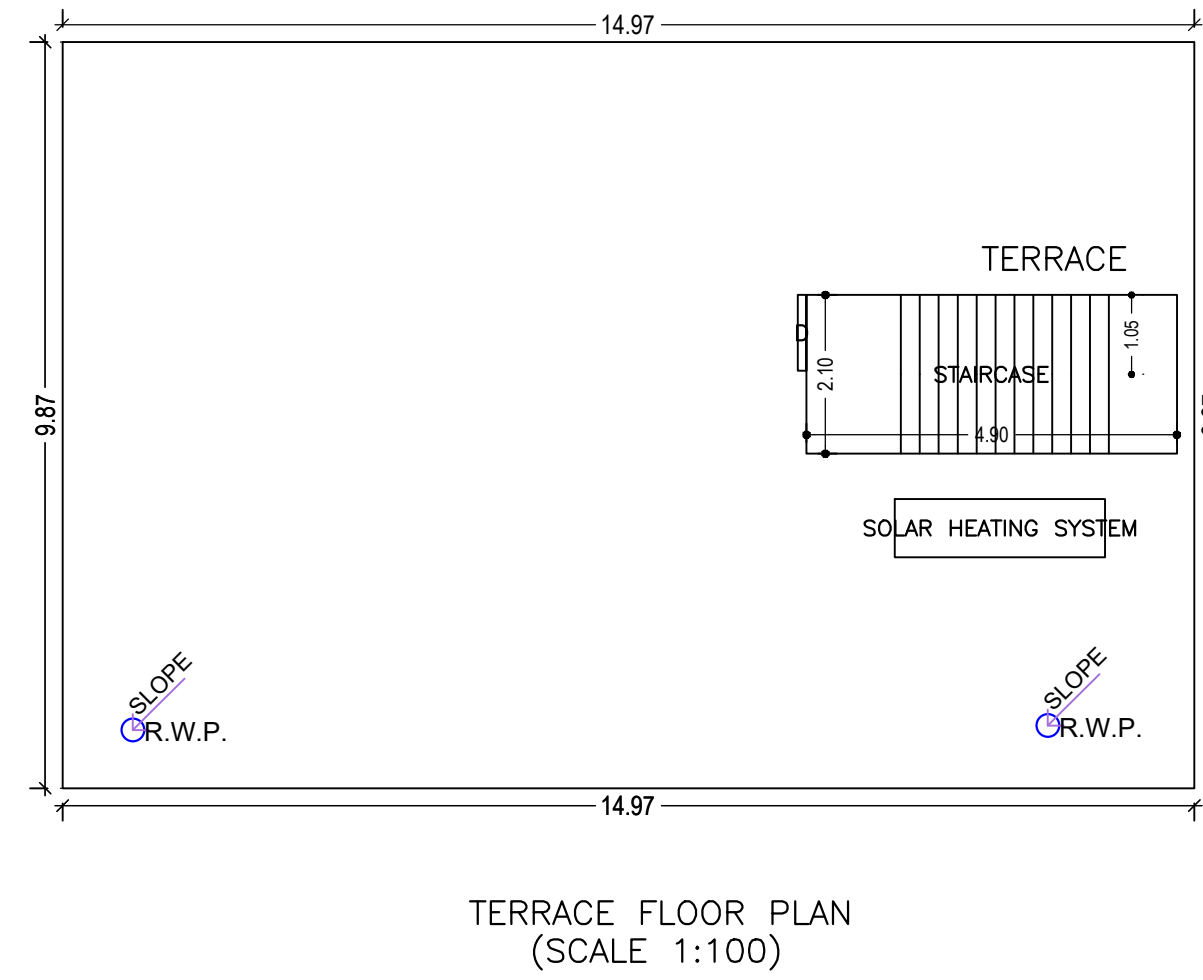 14.97
TERRACE
D
1.05
2.10
STAIRCASE
9.87
4.90
SOLAR HEATING SYSTEM
SLOPE
R.W.P.
SLOPE
R.W.P.
14.97
TERRACE FLOOR PLAN
(SCALE 1:100)